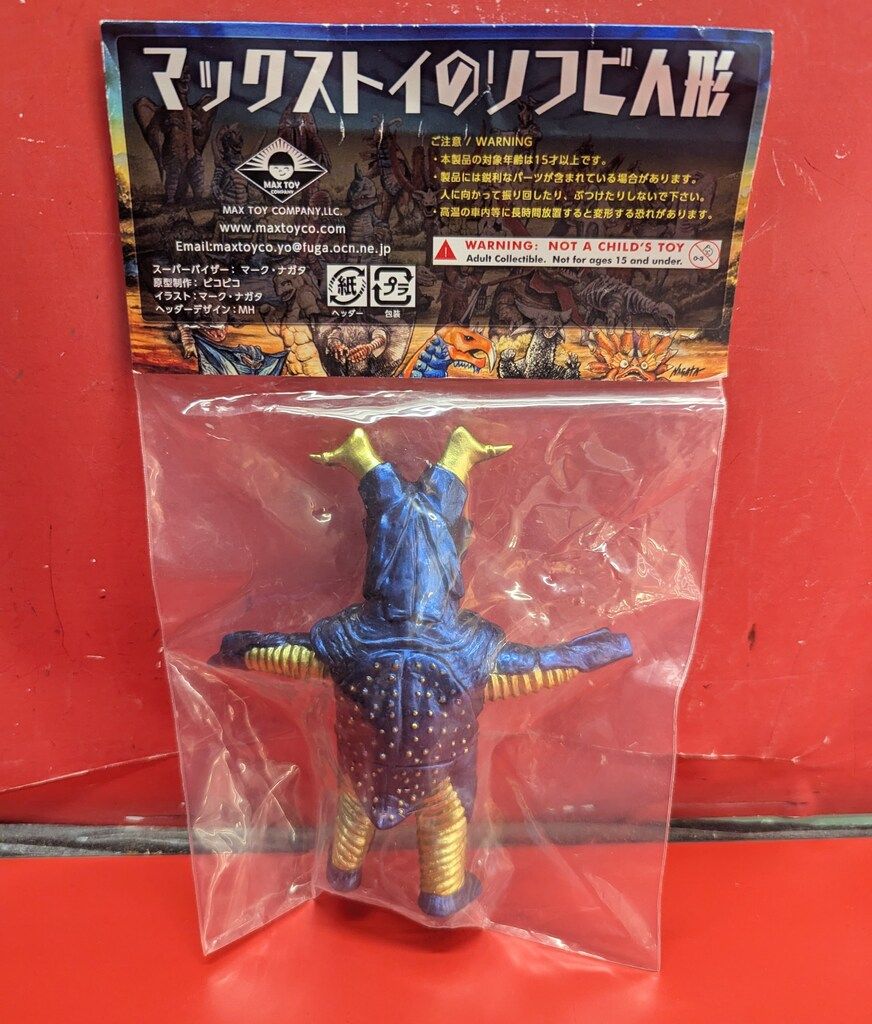 マックストイのソフビ人形
MAX TOY
COMPANY
MAX TOY COMPANY,LLC.
www.maxtoyco.com
Email:maxtoyco.yo@fuga.ocn.ne.jp
スーパーバイザー：マーク・ナガタ
原型制作：ピコピコ
イラスト：マーク・ナガタ
ヘッダーデザイン：MH
紙
ヘッダー
プラ
包装
ご注意 / WARNING
・本製品の対象年齢は15才以上です。
・製品には鋭利なパーツが含まれている場合があります。
人に向かって振り回したり、ぶつけたりしないで下さい。
・高温の車内等に長時間放置すると変形する恐れがあります。
WARNING: NOT A CHILD'S TOY
Adult Collectible. Not for ages 15 and under.
0-3
NAGATA